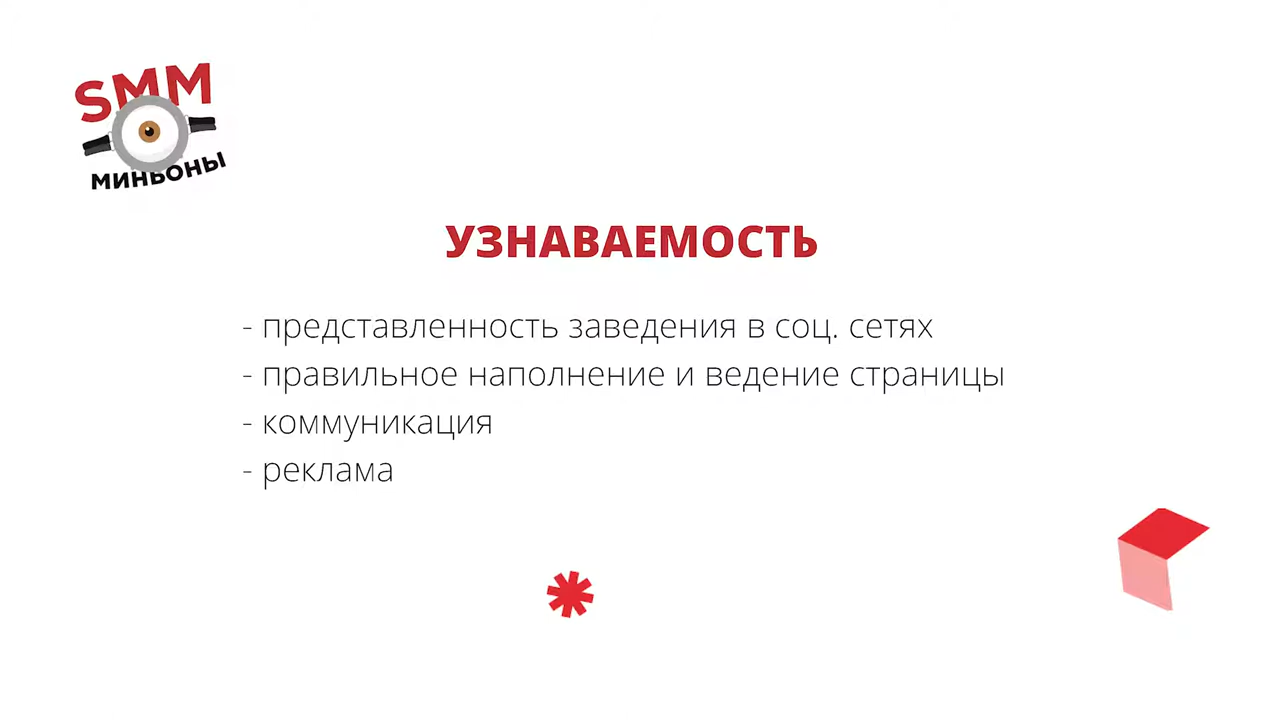 SMM
МИНЬОНЫ
УЗНАВАЕМОСТЬ
- представленность заведения в соц. сетях
- правильное наполнение и ведение страницы
- коммуникация
- реклама